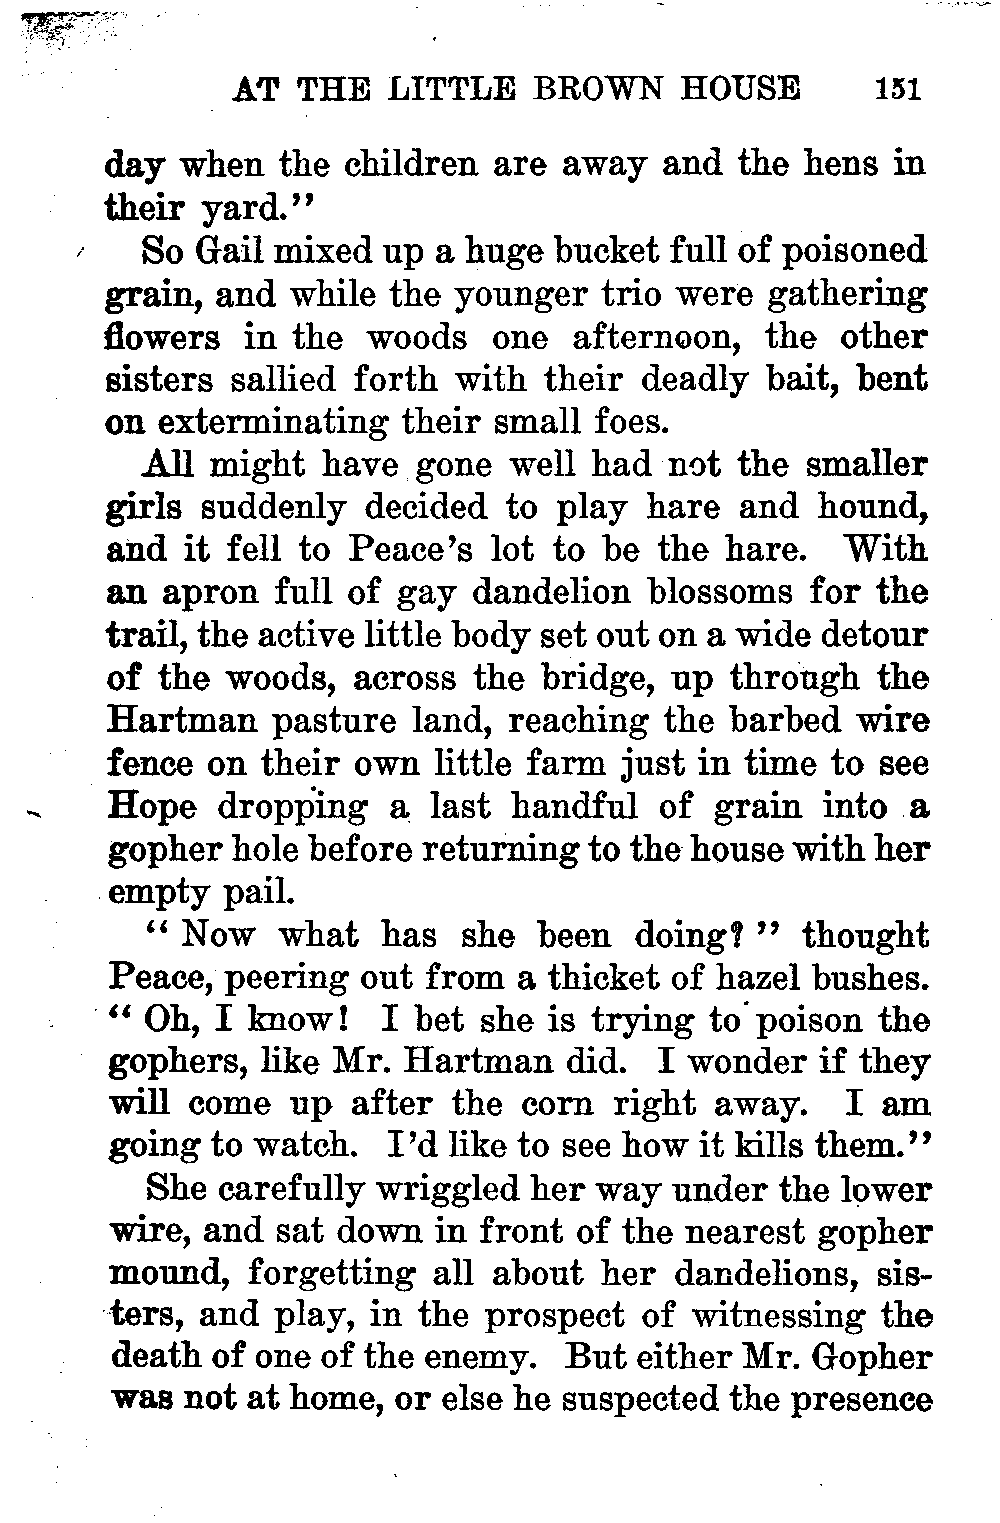 AT THE LITTLE BROWN HOUSE 151
day when the children are away and the hens in
their yard."
So Gail mixed up a huge bucket full of poisoned
grain, and while the younger trio were gathering
flowers in the woods one afternoon, the other
sisters sallied forth with their deadly bait, bent
on exterminating their small foes.
All might have gone well had not the smaller
girls suddenly decided to play hare and hound,
and it fell to Peace's lot to be the hare. With
an apron full of gay dandelion blossoms for the
trail, the active little body set out on a wide detour
of the woods, across the bridge, up through the
Hartman pasture land, reaching the barbed wire
fence on their own little farm just in time to see
Hope dropping a last handful of grain into a
gopher hole before returning to the house with her
empty pail.
" Now what has she been doing? " thought
Peace, peering out from a thicket of hazel bushes.
" Oh, I know! I bet she is trying to poison the
gophers, like Mr. Hartman did. I wonder if they
will come up after the corn right away. I am
going to watch. I'd like to see how it kills them."
She carefully wriggled her way under the lower
wire, and sat down in front of the nearest gopher
mound, forgetting all about her dandelions, sis-
ters, and play, in the prospect of witnessing the
death of one of the enemy. But either Mr. Gopher
was not at home, or else he suspected the presence